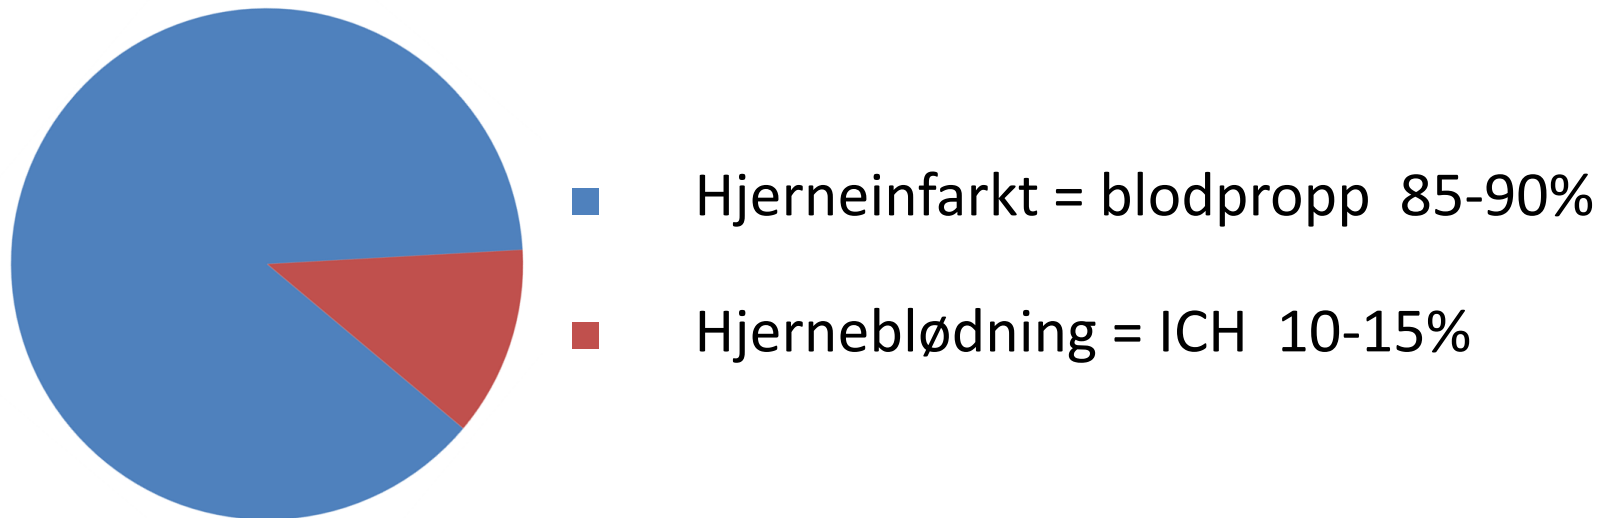 Hjerneinfarkt = blodpropp 85-90%
Hjerneblødning = ICH 10-15%